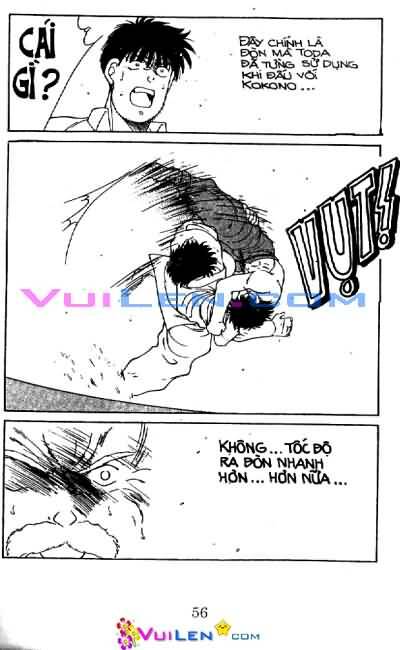 CÁI
GÌ?
ĐÂY CHÍNH LÀ
ĐÒN MÀ TODA
ĐÃ TỪNG SỬ DỤNG
KHI ĐẤU VỚI
KOKONO...
VỤT!
VUILEN.COM
KHÔNG... TỐC ĐỘ
RA ĐÒN NHANH
HƠN... HƠN NỮA...
56
VUILEN.COM